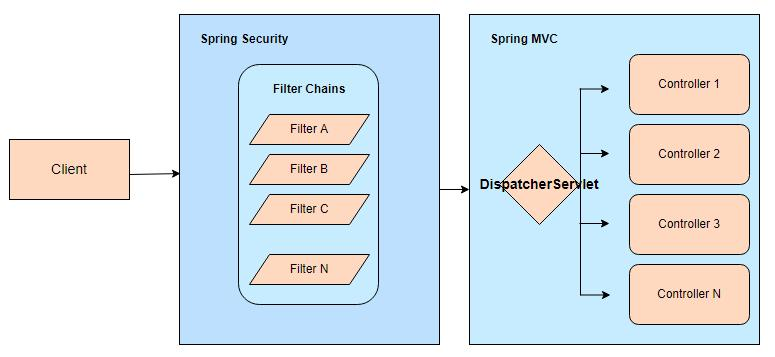 Spring Security
Filter Chains
Filter A
Filter B
Filter C
Filter N
Client
Spring MVC
DispatcherServlet
Controller 1
Controller 2
Controller 3
Controller N